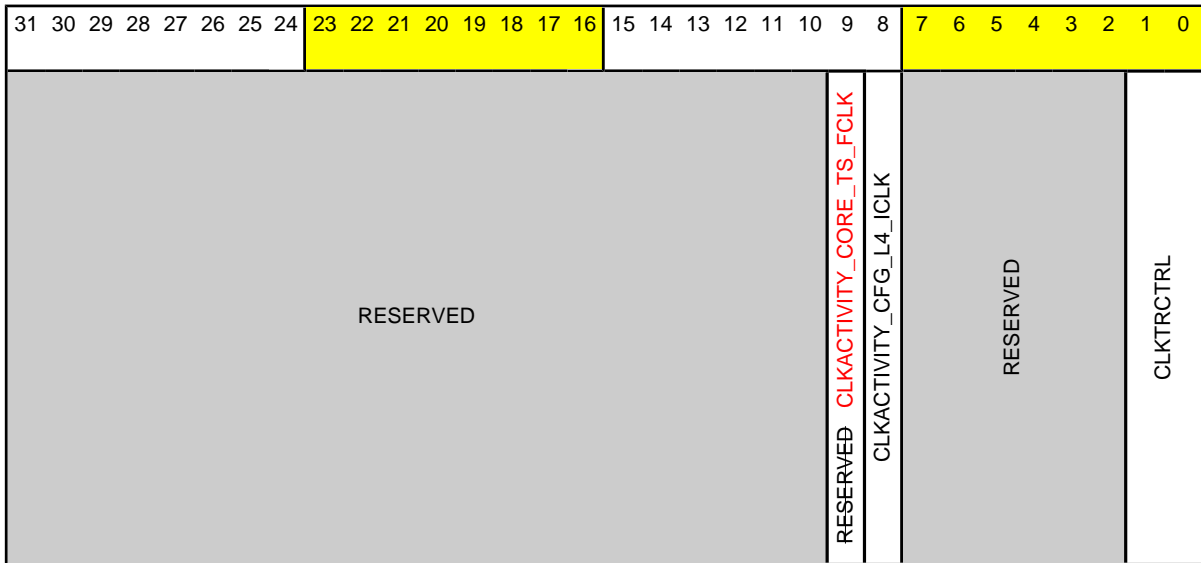 31 30 29 28 27 26 25 24 23 22 21 20 19 18 17 16 15 14 13 12 11 10 9 8 7 6 5 4 3 2 1 0
RESERVED
RESERVED CLKACTIVITY_CORE_TS_FCLK
CLKACTIVITY_CFG_L4_ICLK
RESERVED
CLKTRCTRL